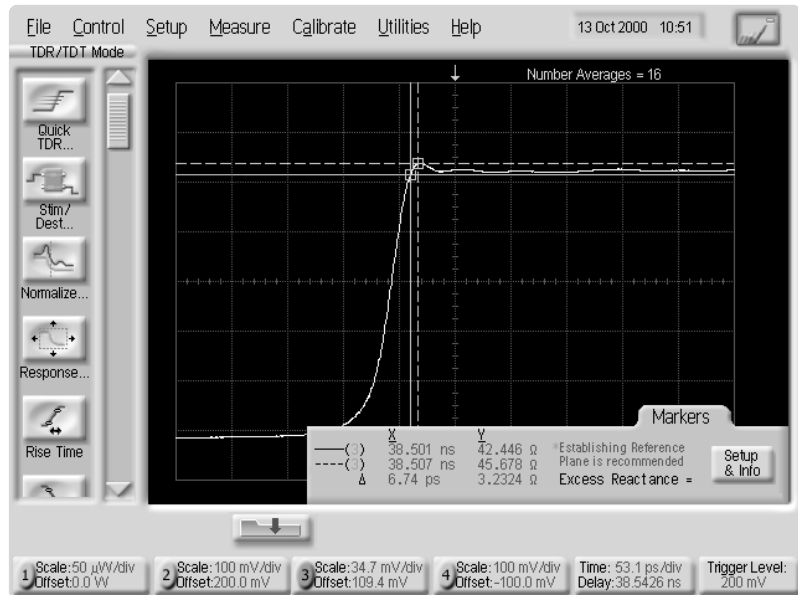 File Control Setup Measure Calibrate Utilities Help 13 Oct 2000 10:51
TDR/TDT Mode
Number Averages = 16
Quick
TDR...
Stim/
Dest...
Normalize...
Response...
Rise Time
Markers
X Y
——(3) 38.501 ns 42.446 Ω
----(3) 38.507 ns 45.678 Ω
Δ 6.74 ps 3.2324 Ω
*Establishing Reference
Plane is recommended
Excess Reactance =
Setup
& Info
1 Scale:50 µW/div
Offset:0.0 W
2 Scale:100 mV/div
Offset:200.0 mV
3 Scale:34.7 mV/div
Offset:109.4 mV
4 Scale:100 mV/div
Offset:-100.0 mV
Time: 53.1 ps/div
Delay:38.5426 ns
Trigger Level:
200 mV